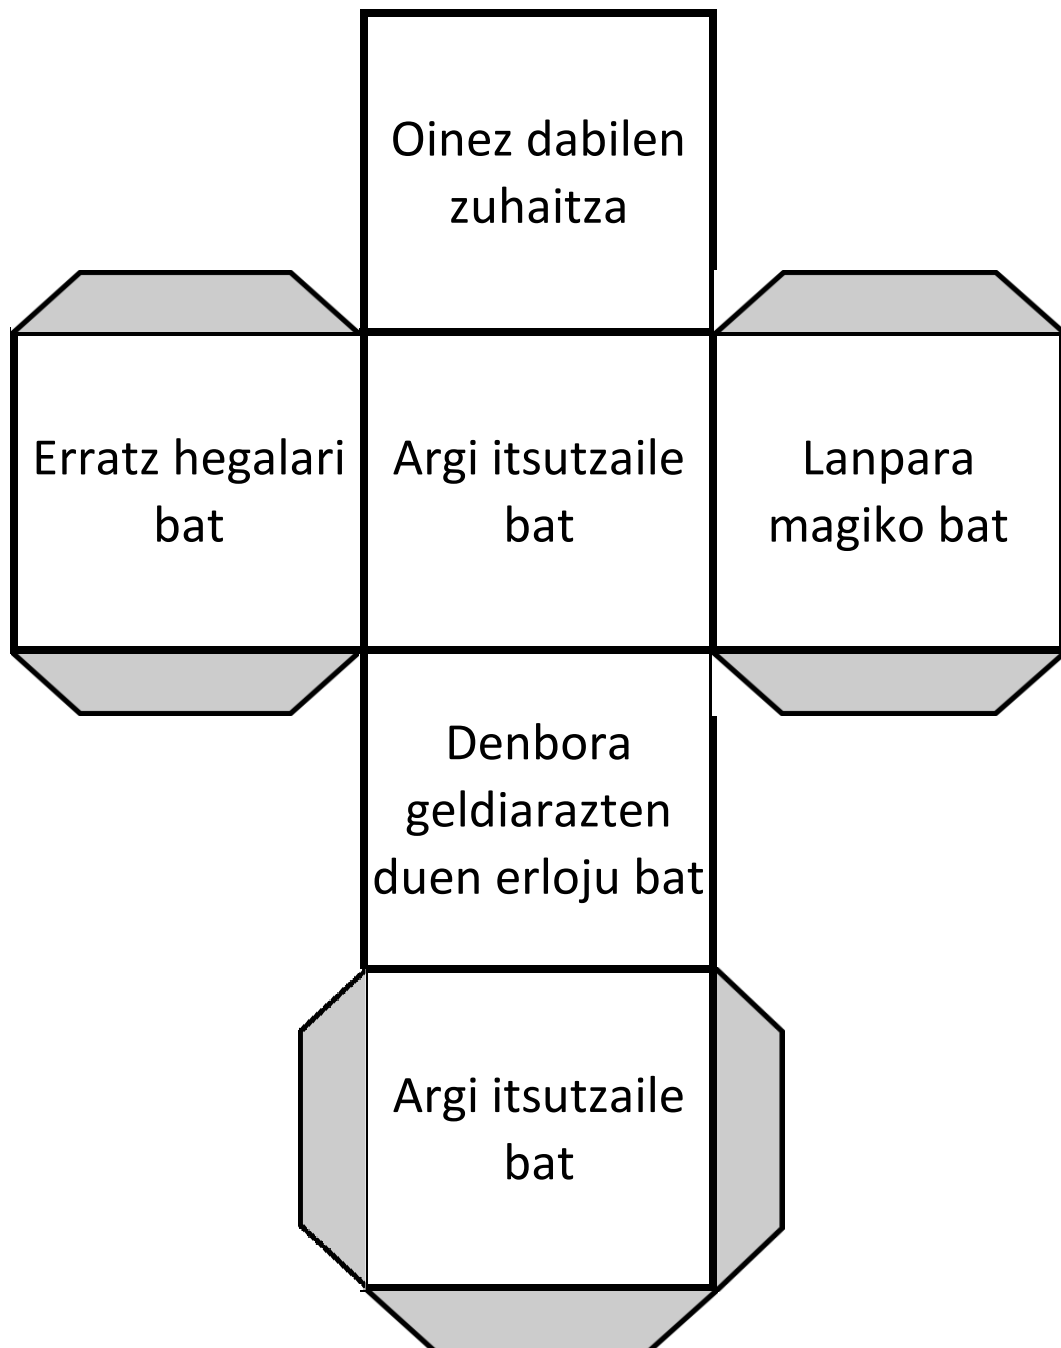 Oinez dabilen
zuhaitza
Erratz hegalari
bat
Argi itsutzaile
bat
Lanpara
magiko bat
Denbora
geldiarazten
duen erloju bat
Argi itsutzaile
bat